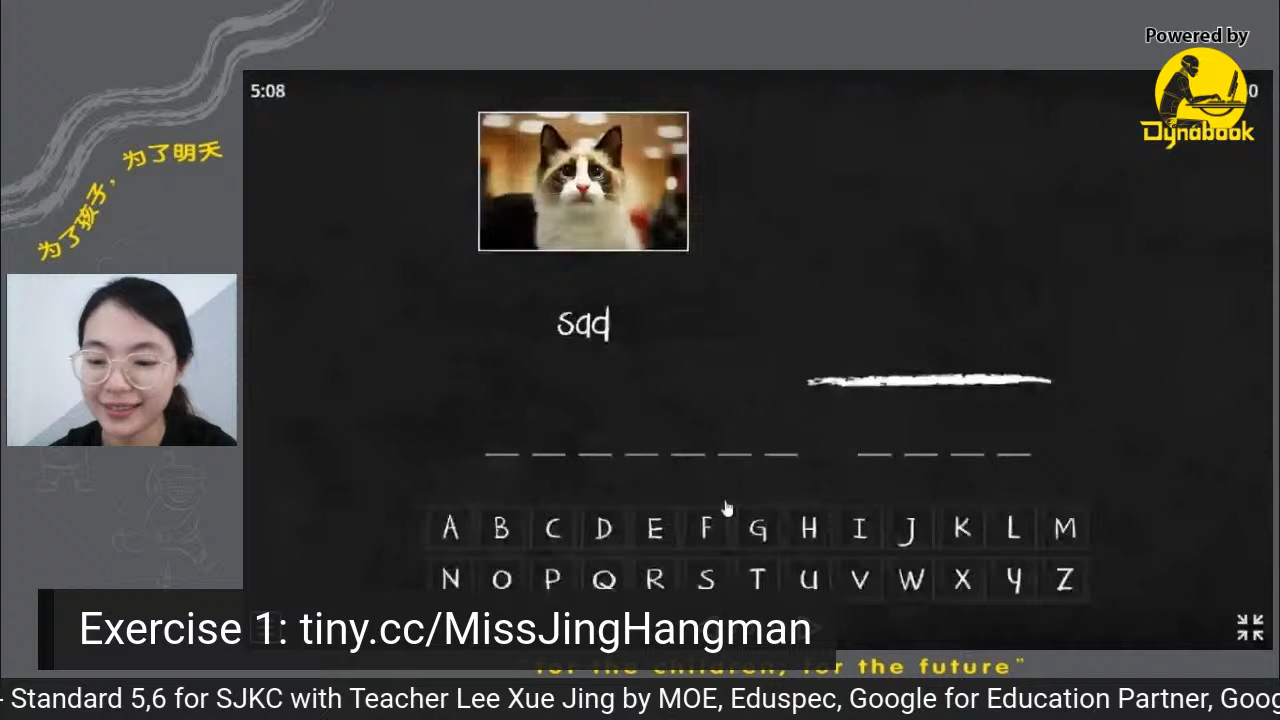 Powered by
Dynabook
5:08
0
为了孩子，为了明天
sad
A B C D E F G H I J K L M
N O P Q R S T U V W X Y Z
Exercise 1: tiny.cc/MissJingHangman
"for the children, for the future"
- Standard 5,6 for SJKC with Teacher Lee Xue Jing by MOE, Eduspec, Google for Education Partner, Goog